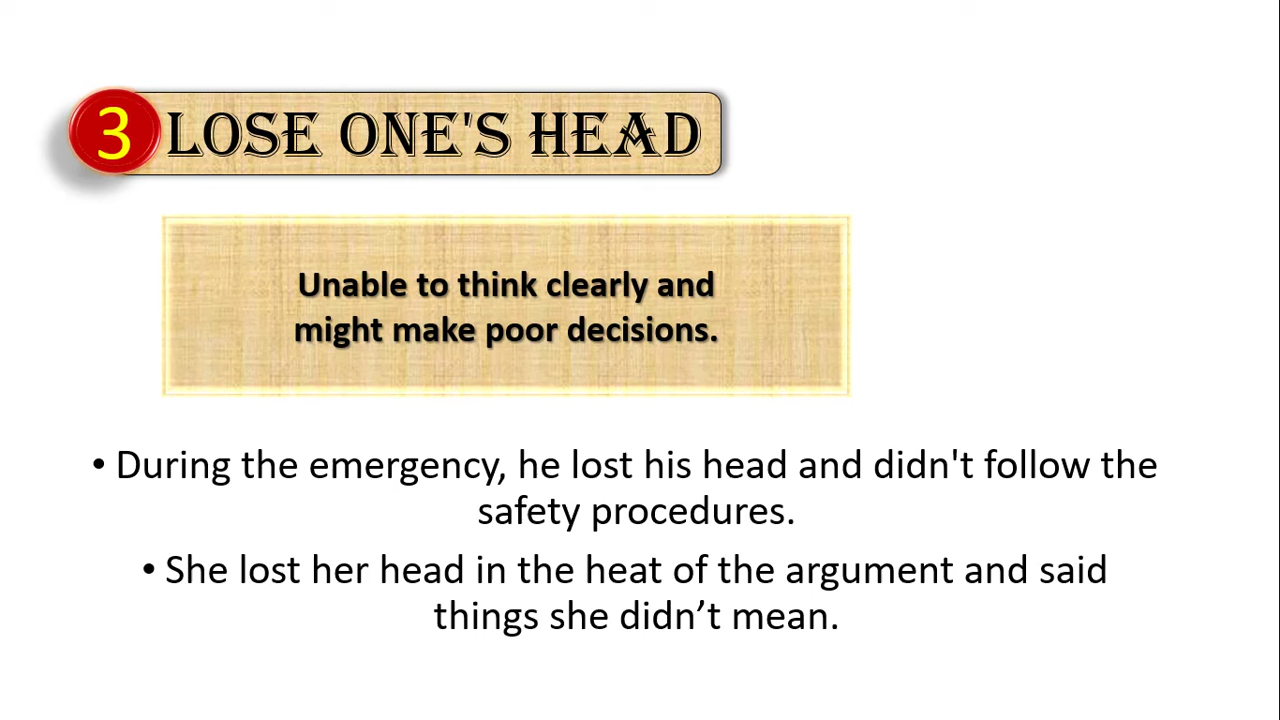 3 LOSE ONE'S HEAD
Unable to think clearly and
might make poor decisions.
• During the emergency, he lost his head and didn't follow the
safety procedures.
• She lost her head in the heat of the argument and said
things she didn’t mean.